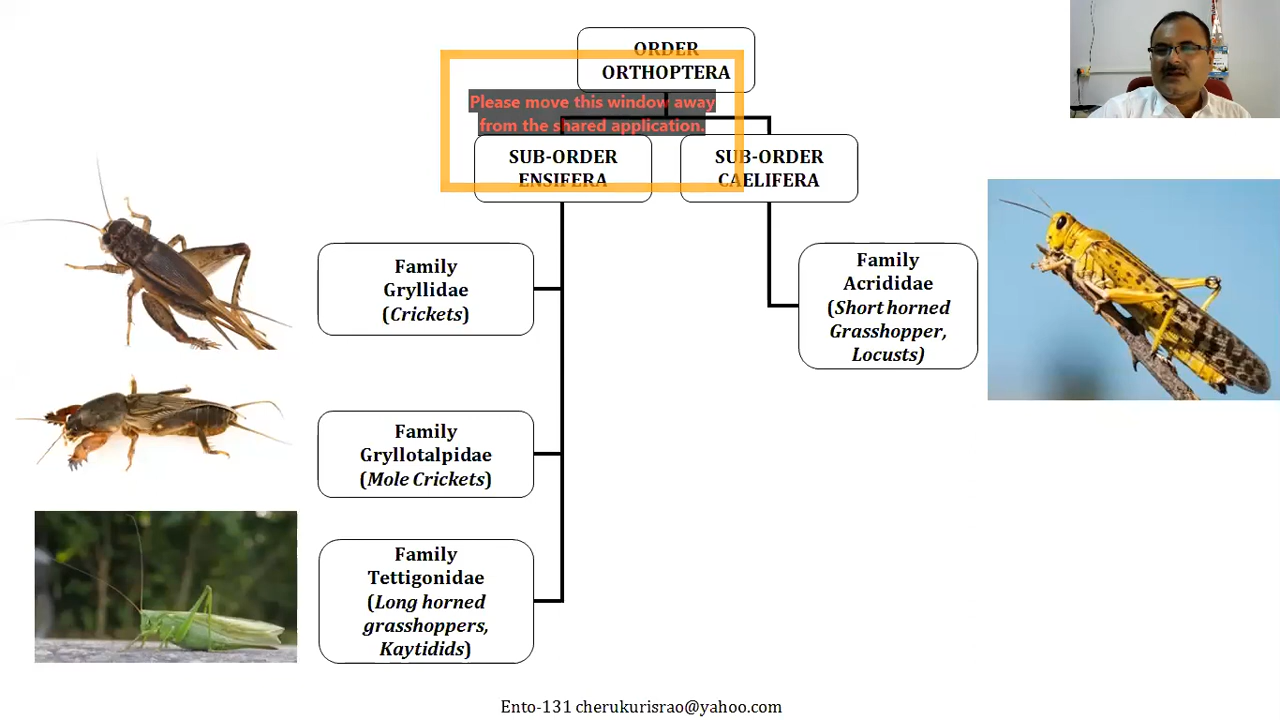 ORDER
ORTHOPTERA
Please move this window away
from the shared application.
SUB-ORDER
ENSIFERA
SUB-ORDER
CAELIFERA
Family
Gryllidae
(Crickets)
Family
Acrididae
(Short horned
Grasshopper,
Locusts)
Family
Gryllotalpidae
(Mole Crickets)
Family
Tettigonidae
(Long horned
grasshoppers,
Kaytidids)
Ento-131 cherukurisrao@yahoo.com